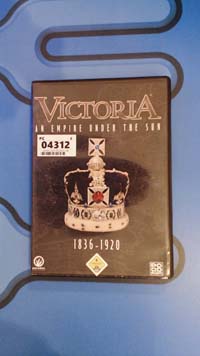 VICTORIA
AN EMPIRE UNDER THE SUN
PC
04312
1836-1920